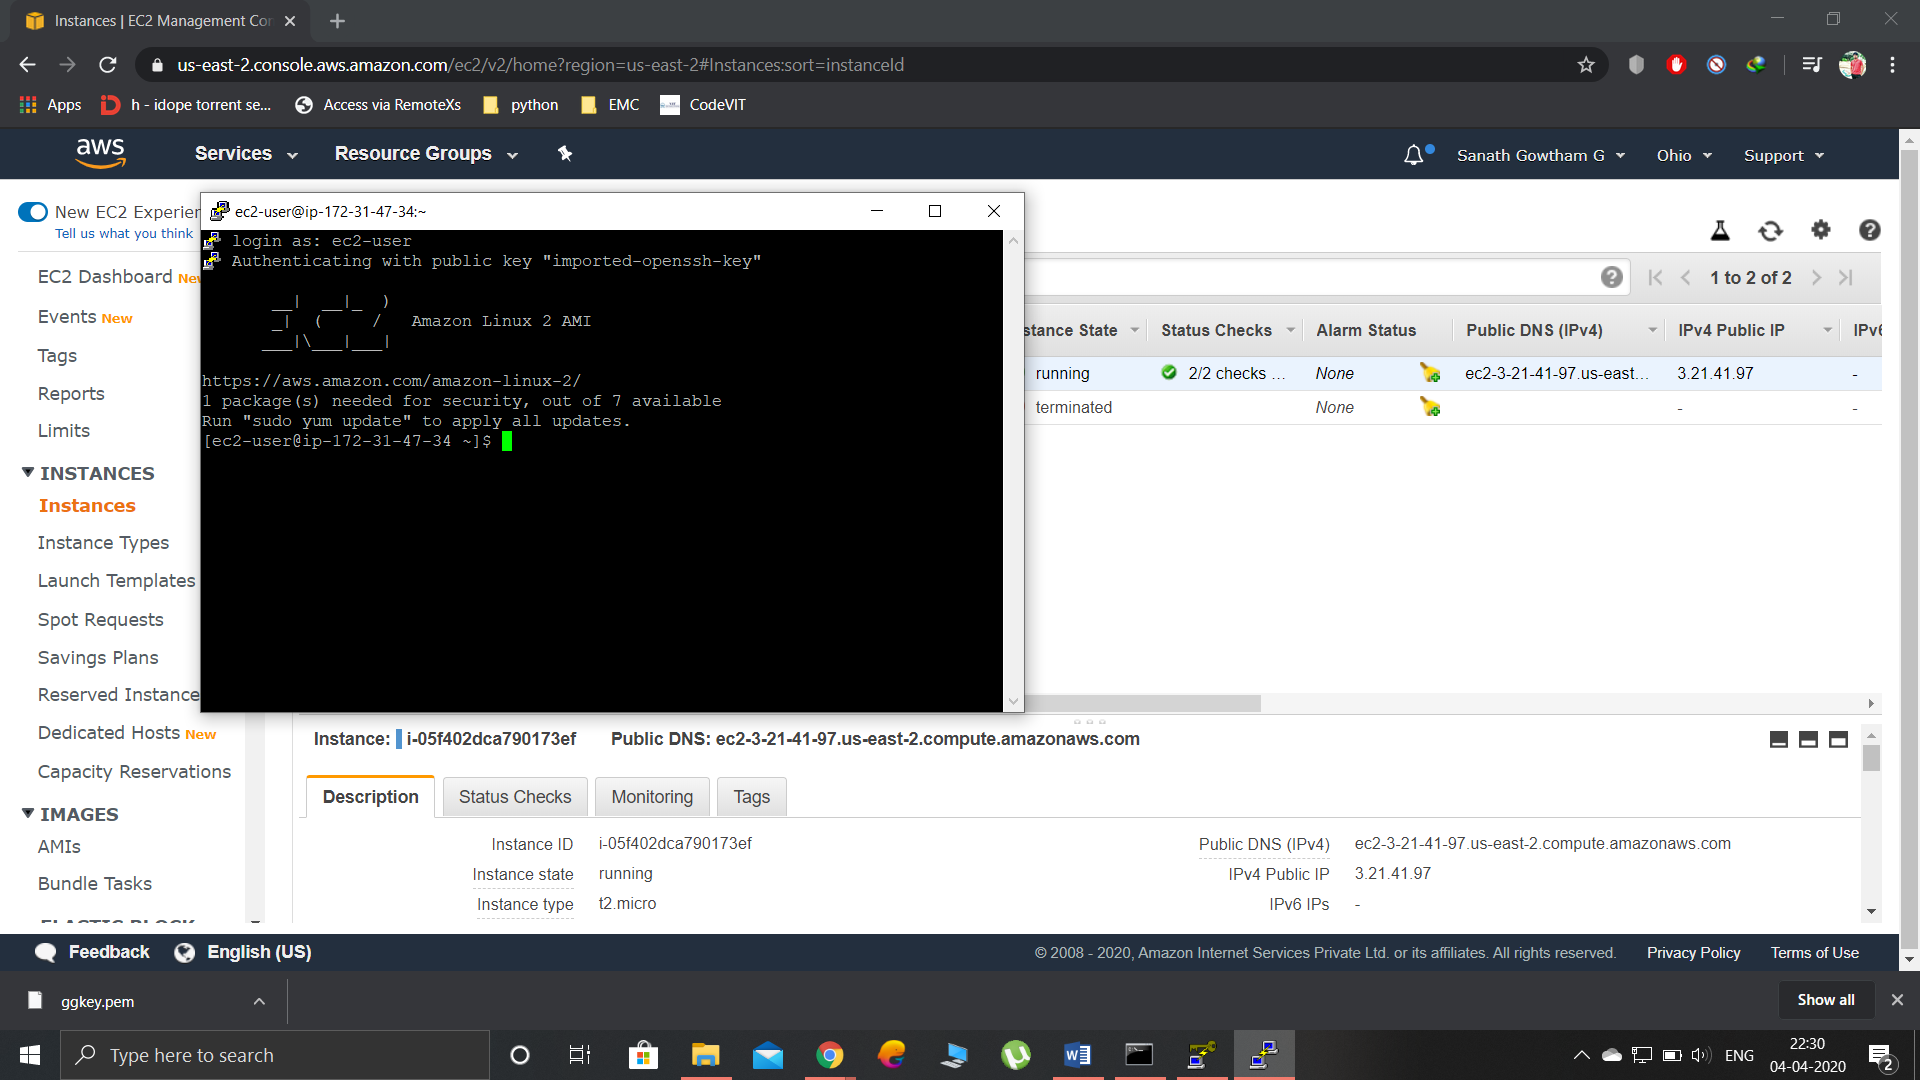 Instances | EC2 Management Con
us-east-2.console.aws.amazon.com/ec2/v2/home?region=us-east-2#Instances:sort=instanceId
Apps
h - idope torrent se...
Access via RemoteXs
python
EMC
CodeVIT
aws
Services
Resource Groups
Sanath Gowtham G
Ohio
Support
New EC2 Experien
Tell us what you think
EC2 Dashboard New
Events New
Tags
Reports
Limits
INSTANCES
Instances
Instance Types
Launch Templates
Spot Requests
Savings Plans
Reserved Instance
Dedicated Hosts New
Capacity Reservations
IMAGES
AMIs
Bundle Tasks
ELASTIC BLOCK
ec2-user@ip-172-31-47-34:~
login as: ec2-user
Authenticating with public key "imported-openssh-key"
__|  __|_  )
_|  (     /   Amazon Linux 2 AMI
___|\___|___|
https://aws.amazon.com/amazon-linux-2/
1 package(s) needed for security, out of 7 available
Run "sudo yum update" to apply all updates.
[ec2-user@ip-172-31-47-34 ~]$
1 to 2 of 2
stance State Status Checks Alarm Status Public DNS (IPv4) IPv4 Public IP IPv6
running 2/2 checks ... None ec2-3-21-41-97.us-east... 3.21.41.97 -
terminated None - -
Instance: i-05f402dca790173ef Public DNS: ec2-3-21-41-97.us-east-2.compute.amazonaws.com
Description Status Checks Monitoring Tags
Instance ID i-05f402dca790173ef Public DNS (IPv4) ec2-3-21-41-97.us-east-2.compute.amazonaws.com
Instance state running IPv4 Public IP 3.21.41.97
Instance type t2.micro IPv6 IPs -
Feedback
English (US)
© 2008 - 2020, Amazon Internet Services Private Ltd. or its affiliates. All rights reserved.
Privacy Policy
Terms of Use
ggkey.pem
Show all
Type here to search
ENG
22:30
04-04-2020
2